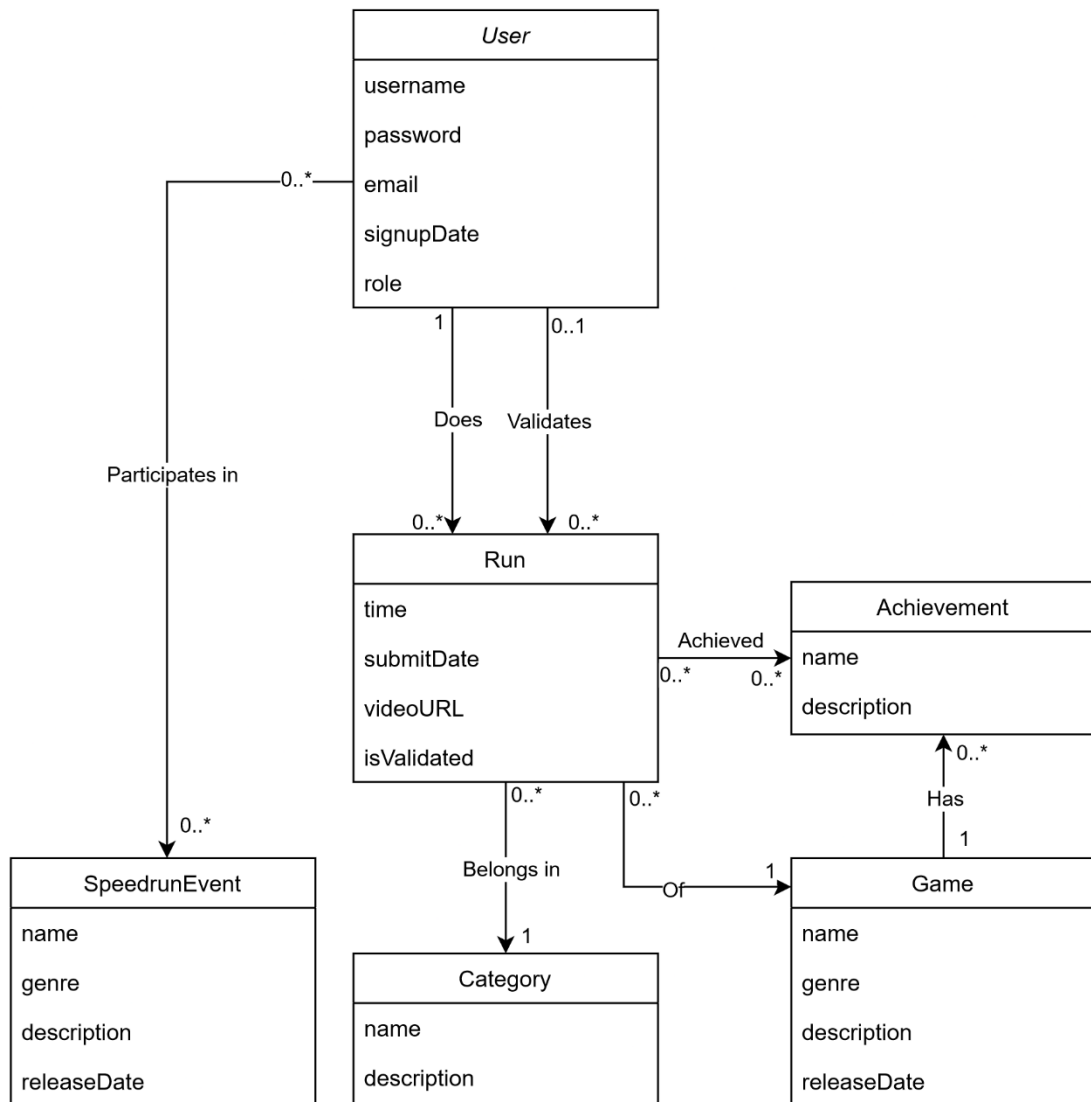 User
username
password
email
signupDate
role
0..*
1
0..1
Does
Validates
Participates in
0..*
0..*
Run
time
submitDate
videoURL
isValidated
Achieved
0..*
0..*
Achievement
name
description
0..*
0..*
0..*
Has
1
0..*
Belongs in
1
Of
1
SpeedrunEvent
name
genre
description
releaseDate
Category
name
description
Game
name
genre
description
releaseDate